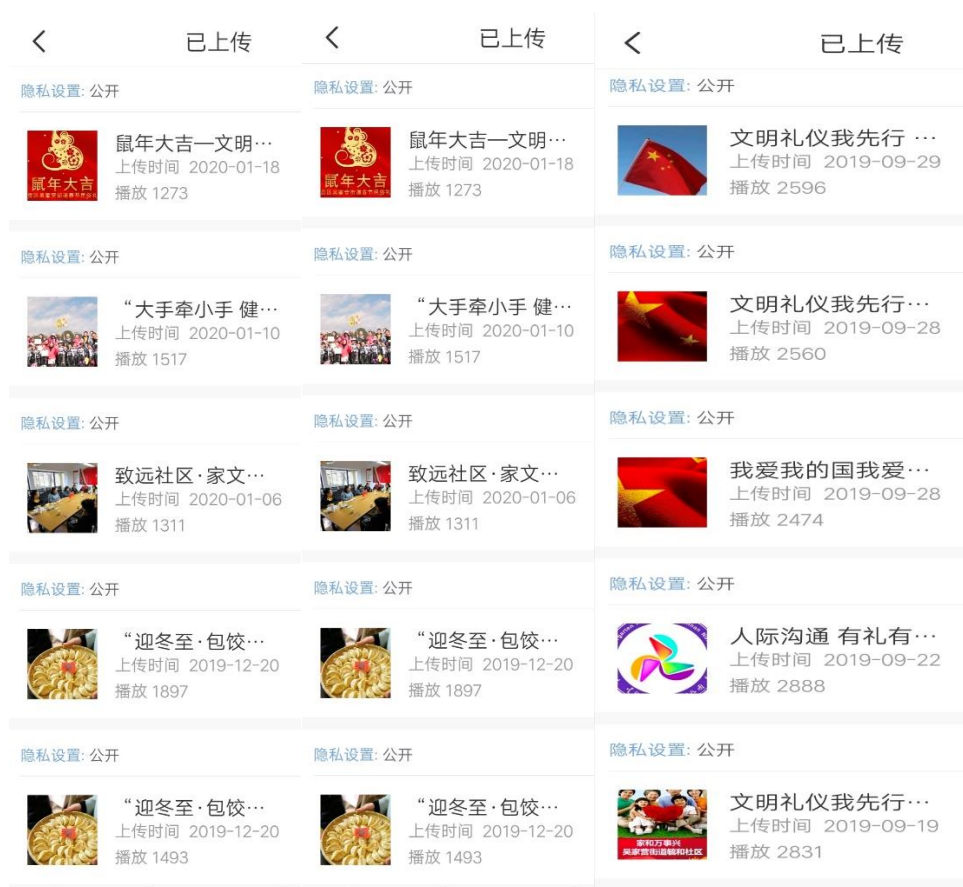 已上传
隐私设置: 公开
鼠年大吉
鼠年大吉—文明…
上传时间 2020-01-18
播放 1273
隐私设置: 公开
“大手牵小手 健…
上传时间 2020-01-10
播放 1517
隐私设置: 公开
致远社区·家文…
上传时间 2020-01-06
播放 1311
隐私设置: 公开
“迎冬至·包饺…
上传时间 2019-12-20
播放 1897
隐私设置: 公开
“迎冬至·包饺…
上传时间 2019-12-20
播放 1493
已上传
隐私设置: 公开
鼠年大吉
鼠年大吉—文明…
上传时间 2020-01-18
播放 1273
隐私设置: 公开
“大手牵小手 健…
上传时间 2020-01-10
播放 1517
隐私设置: 公开
致远社区·家文…
上传时间 2020-01-06
播放 1311
隐私设置: 公开
“迎冬至·包饺…
上传时间 2019-12-20
播放 1897
隐私设置: 公开
“迎冬至·包饺…
上传时间 2019-12-20
播放 1493
已上传
隐私设置: 公开
文明礼仪我先行 …
上传时间 2019-09-29
播放 2596
隐私设置: 公开
文明礼仪我先行…
上传时间 2019-09-28
播放 2560
隐私设置: 公开
我爱我的国我爱…
上传时间 2019-09-28
播放 2474
隐私设置: 公开
人际沟通 有礼有…
上传时间 2019-09-22
播放 2888
隐私设置: 公开
家和万事兴
吴家营街道毓和社区
文明礼仪我先行…
上传时间 2019-09-19
播放 2831